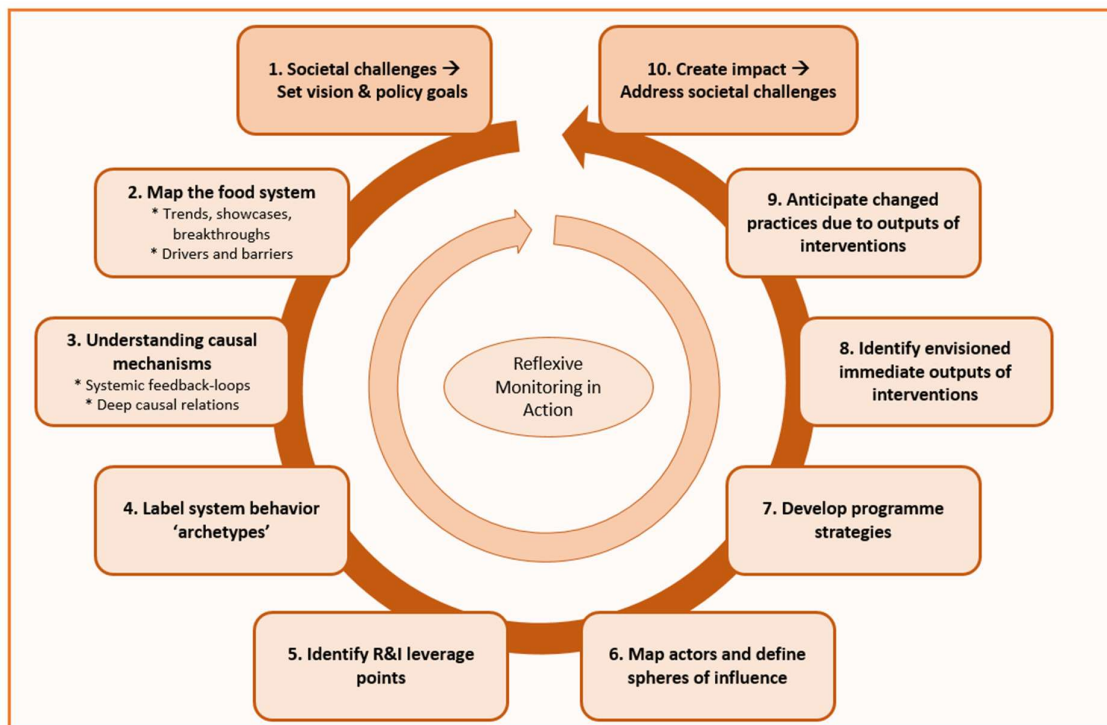 1. Societal challenges →
Set vision & policy goals
10. Create impact →
Address societal challenges
2. Map the food system
* Trends, showcases,
breakthroughs
* Drivers and barriers
9. Anticipate changed
practices due to outputs of
interventions
3. Understanding causal
mechanisms
* Systemic feedback-loops
* Deep causal relations
Reflexive
Monitoring in
Action
8. Identify envisioned
immediate outputs of
interventions
4. Label system behavior
‘archetypes’
7. Develop programme
strategies
5. Identify R&I leverage
points
6. Map actors and define
spheres of influence